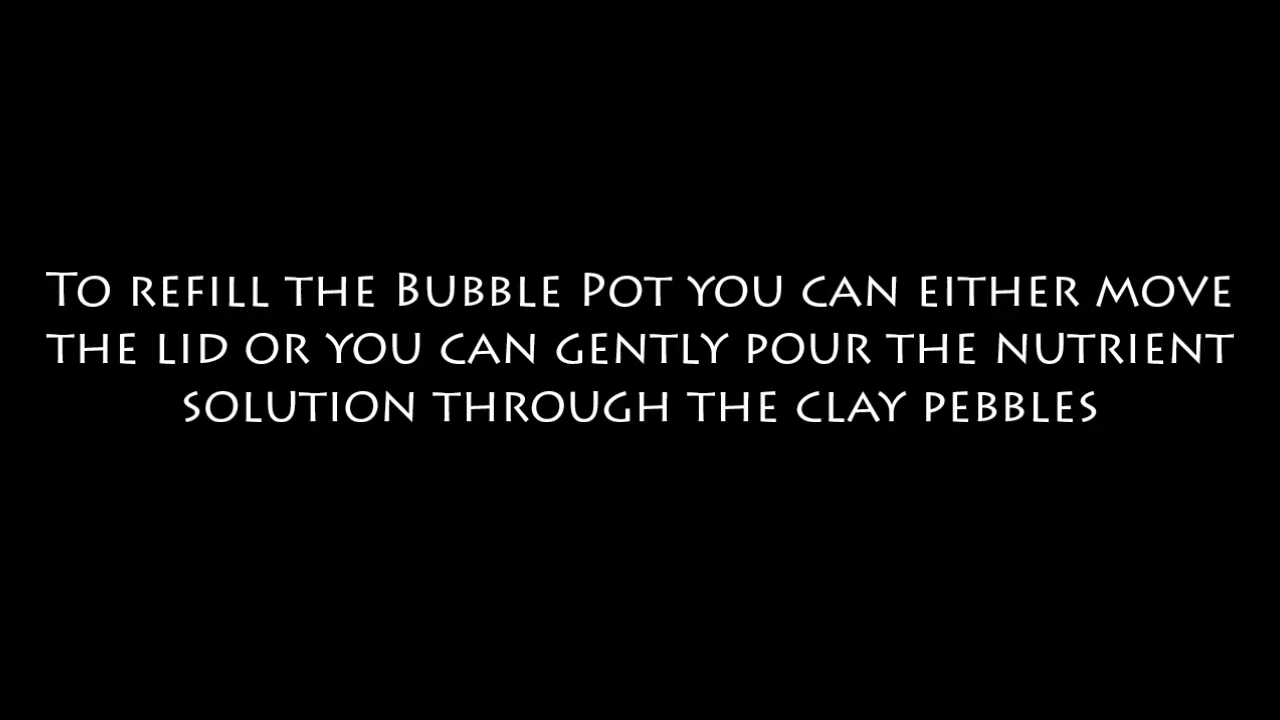 To refill the Bubble Pot you can either move
the lid or you can gently pour the nutrient
solution through the clay pebbles